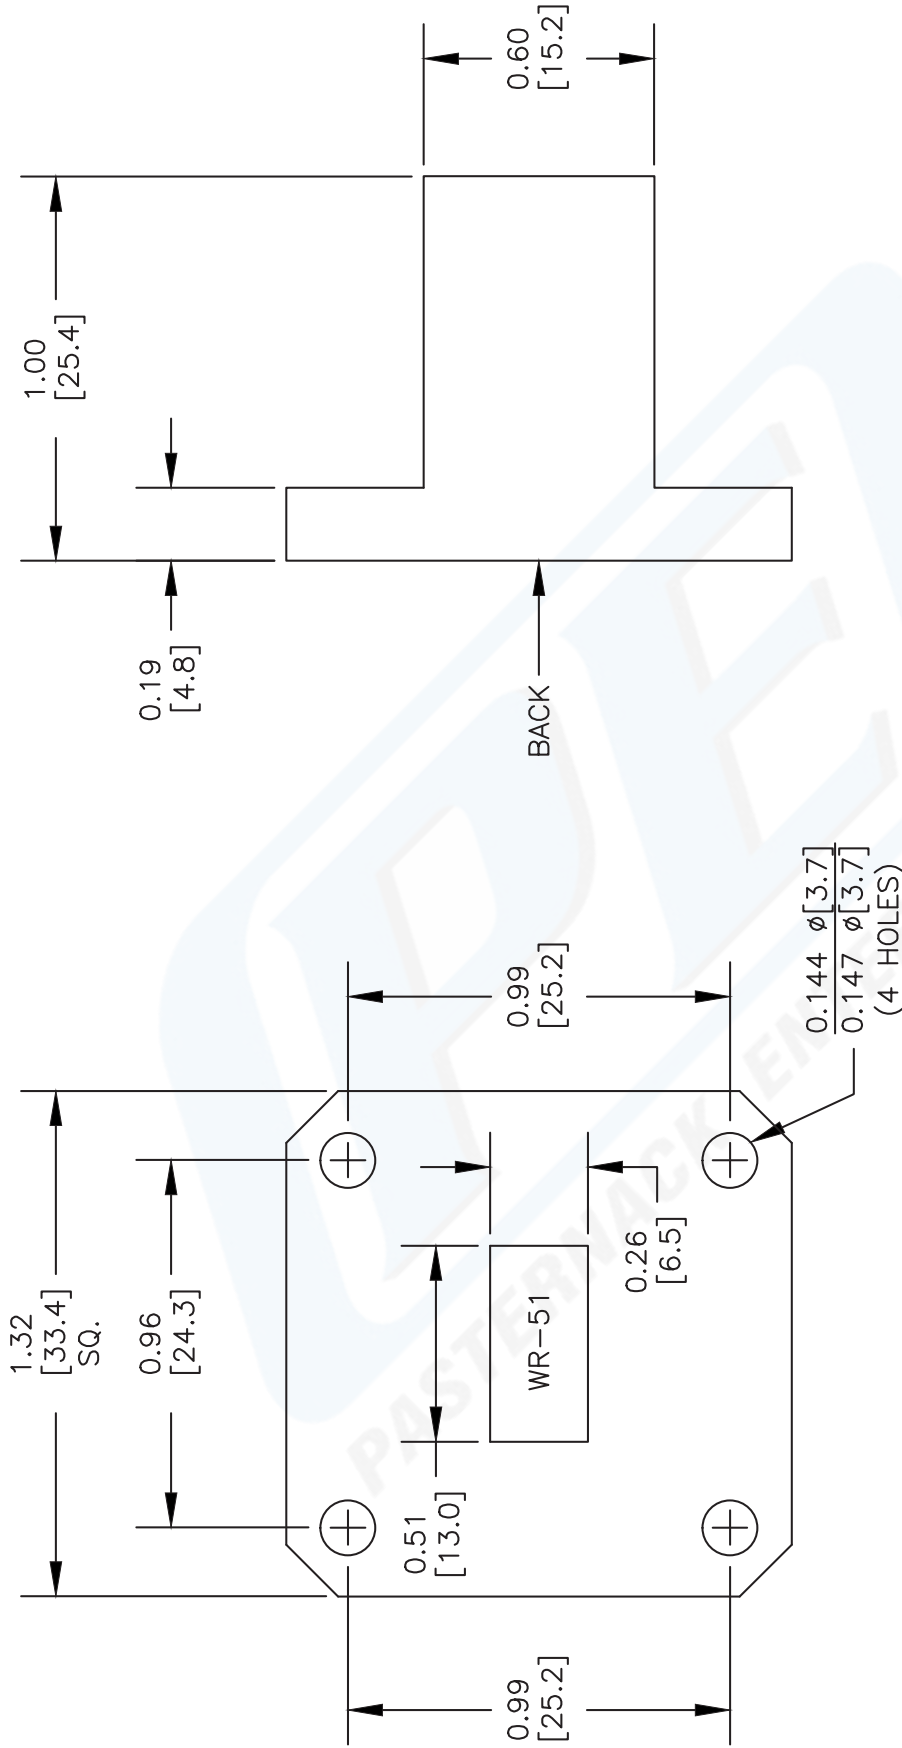 1.32
[33.4]
SQ.
0.96
[24.3]
0.51
[13.0]
WR-51
0.26
[6.5]
0.99
[25.2]
0.99
[25.2]
0.144 ø[3.7]
0.147 ø[3.7]
(4 HOLES)
1.00
[25.4]
0.19
[4.8]
BACK
0.60
[15.2]
PE
PASTERNACK